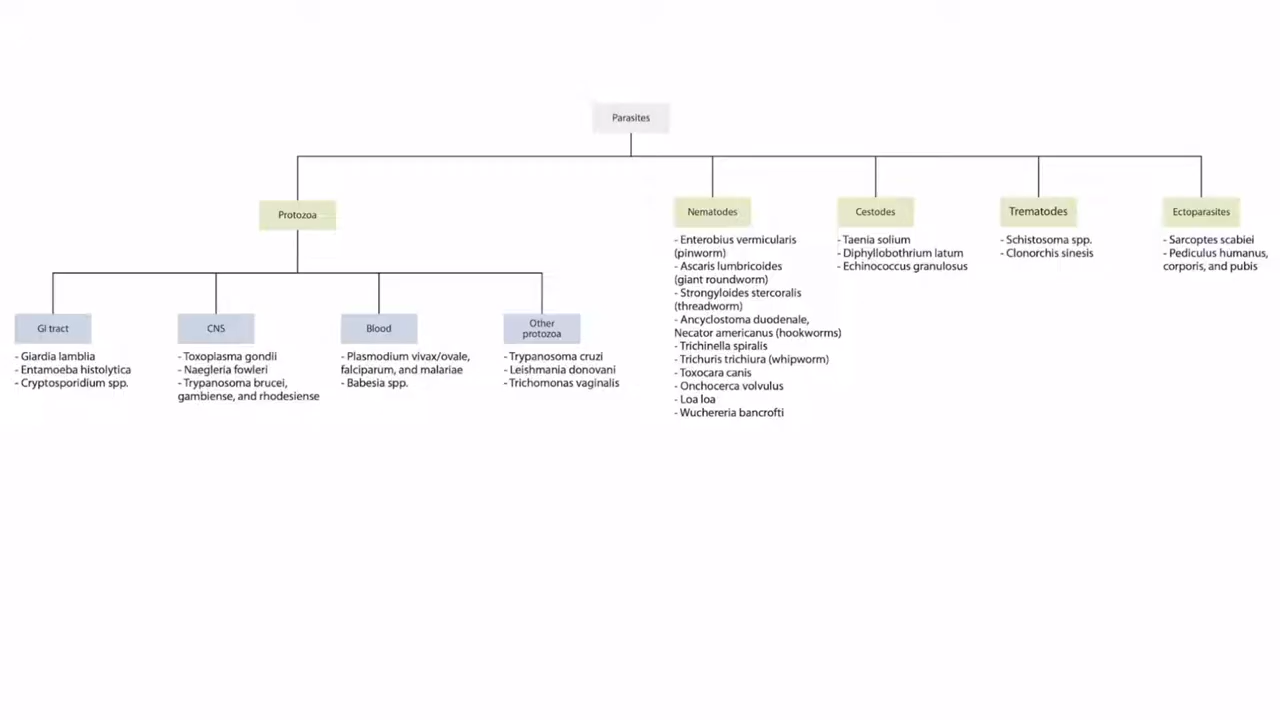 Parasites
Protozoa
Nematodes
Cestodes
Trematodes
Ectoparasites
- Enterobius vermicularis
(pinworm)
- Ascaris lumbricoides
(giant roundworm)
- Strongyloides stercoralis
(threadworm)
- Ancyclostoma duodenale,
Necator americanus (hookworms)
- Trichinella spiralis
- Trichuris trichiura (whipworm)
- Toxocara canis
- Onchocerca volvulus
- Loa loa
- Wuchereria bancrofti
- Taenia solium
- Diphyllobothrium latum
- Echinococcus granulosus
- Schistosoma spp.
- Clonorchis sinesis
- Sarcoptes scabiei
- Pediculus humanus,
corporis, and pubis
GI tract
- Giardia lamblia
- Entamoeba histolytica
- Cryptosporidium spp.
CNS
- Toxoplasma gondii
- Naegleria fowleri
- Trypanosoma brucei,
gambiense, and rhodesiense
Blood
- Plasmodium vivax/ovale,
falciparum, and malariae
- Babesia spp.
Other
protozoa
- Trypanosoma cruzi
- Leishmania donovani
- Trichomonas vaginalis